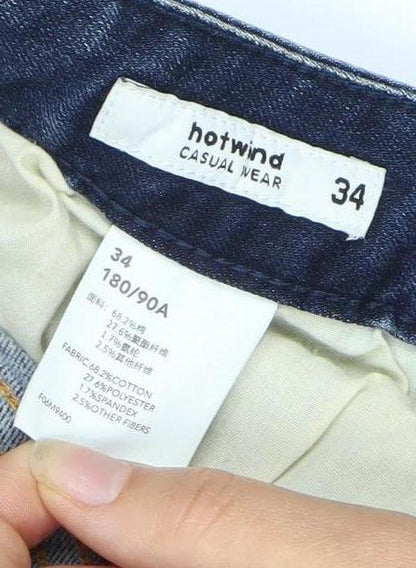 hotwind
CASUAL WEAR
34
34
180/90A
面料:68.2%棉
27.6%聚酯纤维
1.7%氨纶
2.5%其他纤维
FABRIC:68.2%COTTON
27.6%POLYESTER
1.7%SPANDEX
2.5%OTHER FIBERS